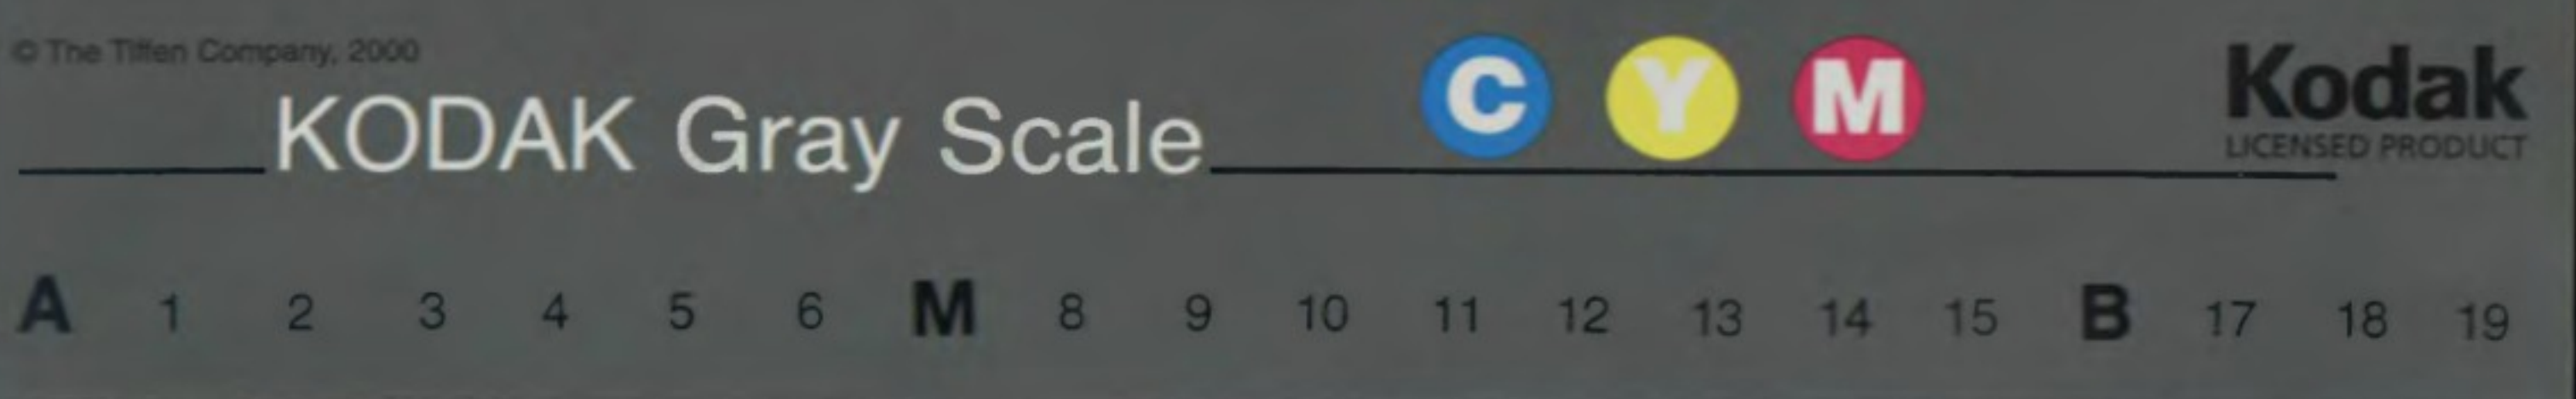 © The Tiffen Company, 2000
KODAK Gray Scale
C Y M
Kodak
LICENSED PRODUCT
A 1 2 3 4 5 6 M 8 9 10 11 12 13 14 15 B 17 18 19